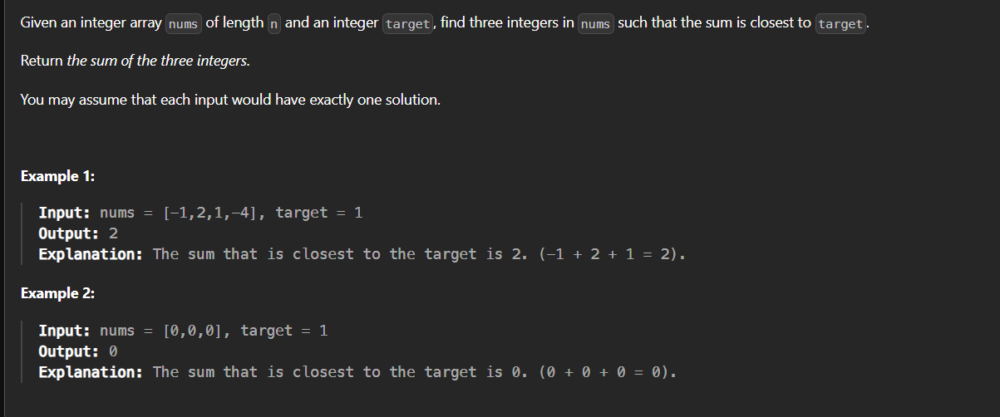 Given an integer array nums of length n and an integer target, find three integers in nums such that the sum is closest to target.
Return the sum of the three integers.
You may assume that each input would have exactly one solution.
Example 1:
Input: nums = [-1,2,1,-4], target = 1
Output: 2
Explanation: The sum that is closest to the target is 2. (-1 + 2 + 1 = 2).
Example 2:
Input: nums = [0,0,0], target = 1
Output: 0
Explanation: The sum that is closest to the target is 0. (0 + 0 + 0 = 0).